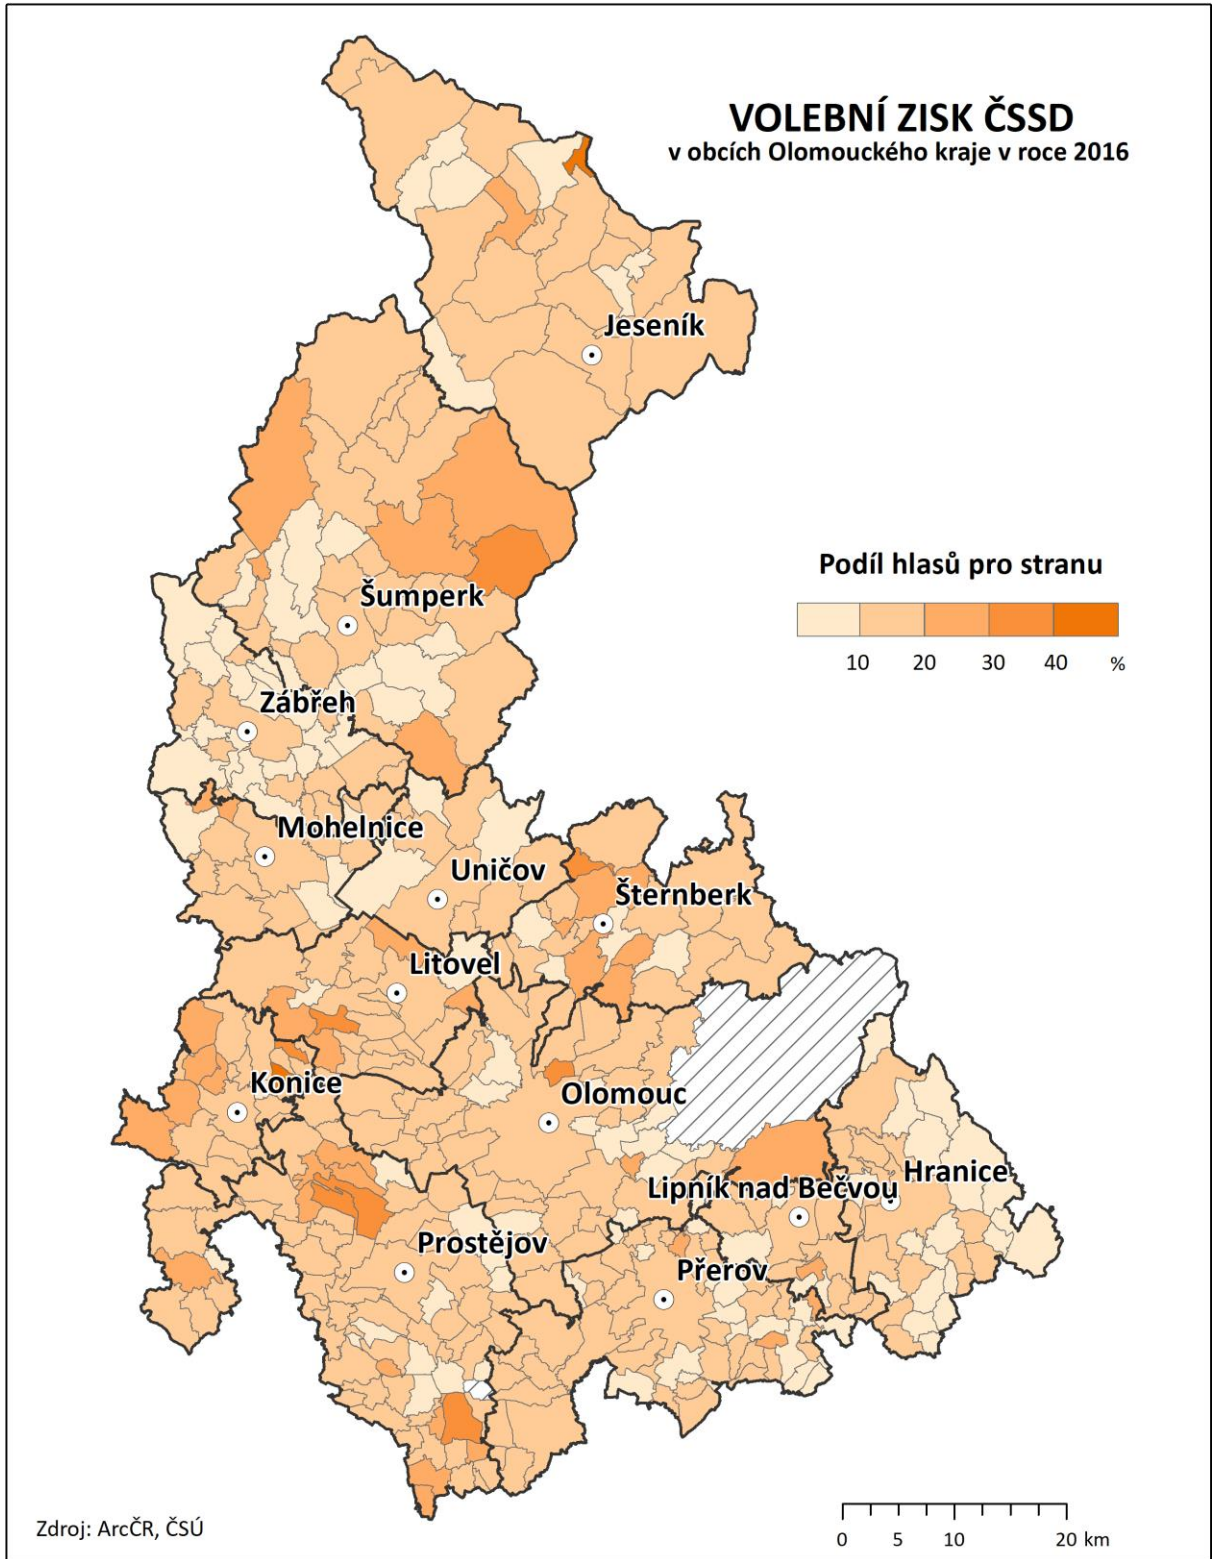 VOLEBNÍ ZISK ČSSD
v obcích Olomouckého kraje v roce 2016
Jeseník
Podíl hlasů pro stranu
10 20 30 40 %
Šumperk
Zábřeh
Mohelnice
Uničov
Šternberk
Litovel
Konice
Olomouc
Hranice
Lipník nad Bečvou
Prostějov
Přerov
Zdroj: ArcČR, ČSÚ
0 5 10 20 km